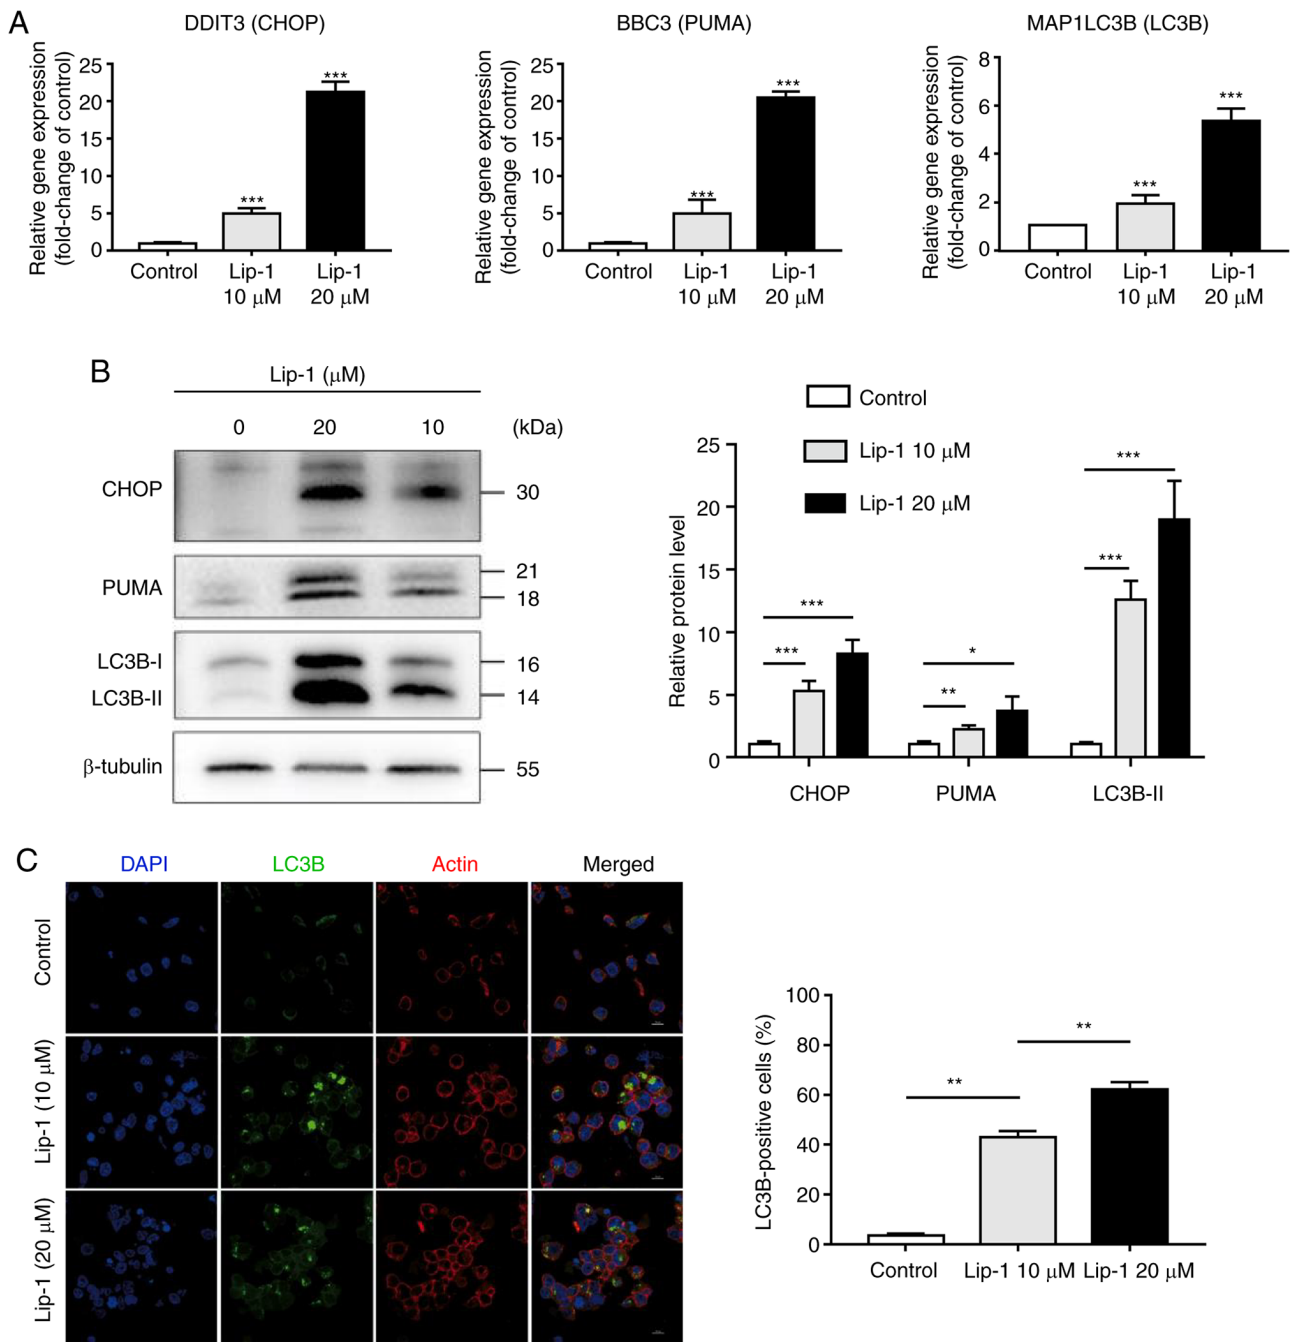 A
DDIT3 (CHOP)
Relative gene expression
(fold-change of control)
25
20
15
10
5
0
***
***
Control
Lip-1
10 μM
Lip-1
20 μM
BBC3 (PUMA)
Relative gene expression
(fold-change of control)
25
20
15
10
5
0
***
***
Control
Lip-1
10 μM
Lip-1
20 μM
MAP1LC3B (LC3B)
Relative gene expression
(fold-change of control)
8
6
4
2
0
***
***
Control
Lip-1
10 μM
Lip-1
20 μM
B
Lip-1 (μM)
0 20 10 (kDa)
CHOP 30
PUMA 21
18
LC3B-I 16
LC3B-II 14
β-tubulin 55
Control
Lip-1 10 μM
Lip-1 20 μM
Relative protein level
25
20
15
10
5
0
***
***
**
*
***
***
CHOP PUMA LC3B-II
C
DAPI LC3B Actin Merged
Control
Lip-1 (10 μM)
Lip-1 (20 μM)
LC3B-positive cells (%)
100
80
60
40
20
0
**
**
Control Lip-1 10 μM Lip-1 20 μM